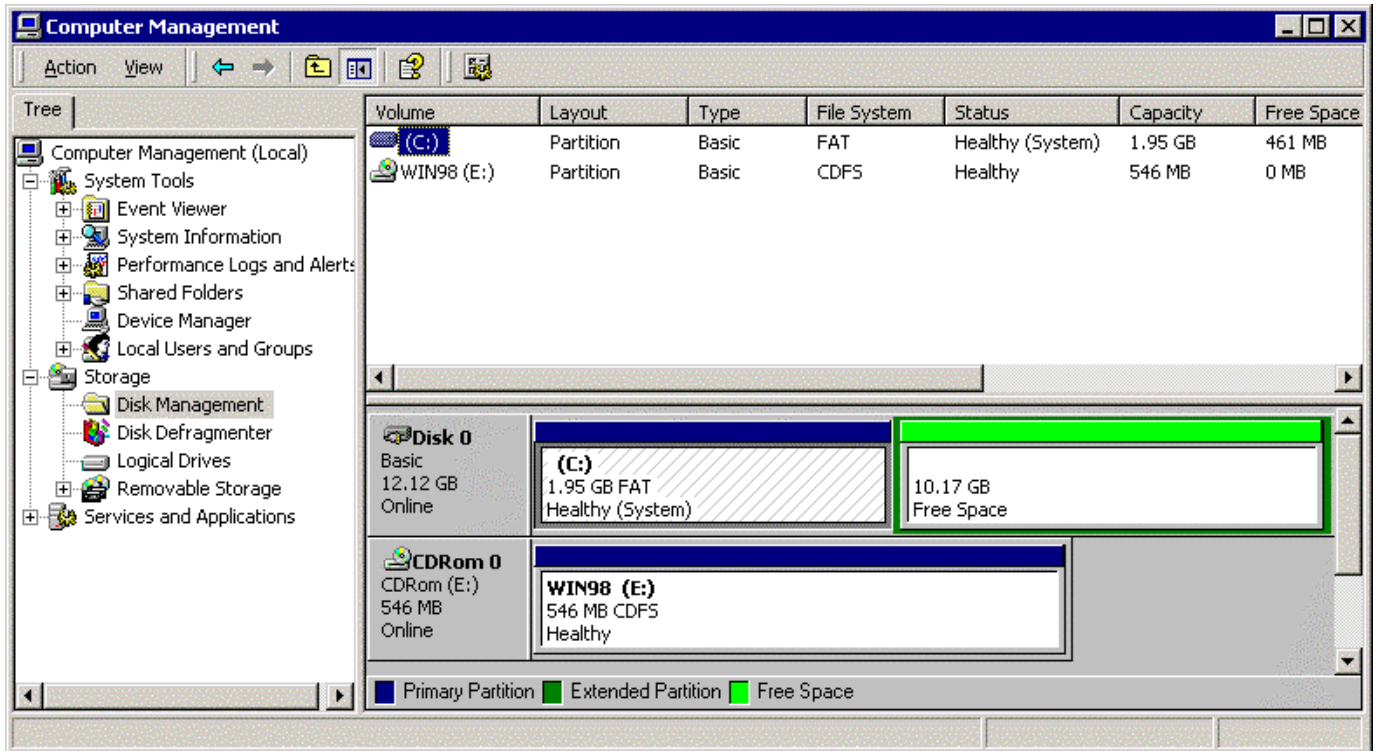 Computer Management
Action View
Tree
Computer Management (Local)
System Tools
Event Viewer
System Information
Performance Logs and Alerts
Shared Folders
Device Manager
Local Users and Groups
Storage
Disk Management
Disk Defragmenter
Logical Drives
Removable Storage
Services and Applications
Volume Layout Type File System Status Capacity Free Space
(C:) Partition Basic FAT Healthy (System) 1.95 GB 461 MB
WIN98 (E:) Partition Basic CDFS Healthy 546 MB 0 MB
Disk 0
Basic
12.12 GB
Online
(C:)
1.95 GB FAT
Healthy (System)
10.17 GB
Free Space
CDRom 0
CDRom (E:)
546 MB
Online
WIN98 (E:)
546 MB CDFS
Healthy
Primary Partition Extended Partition Free Space